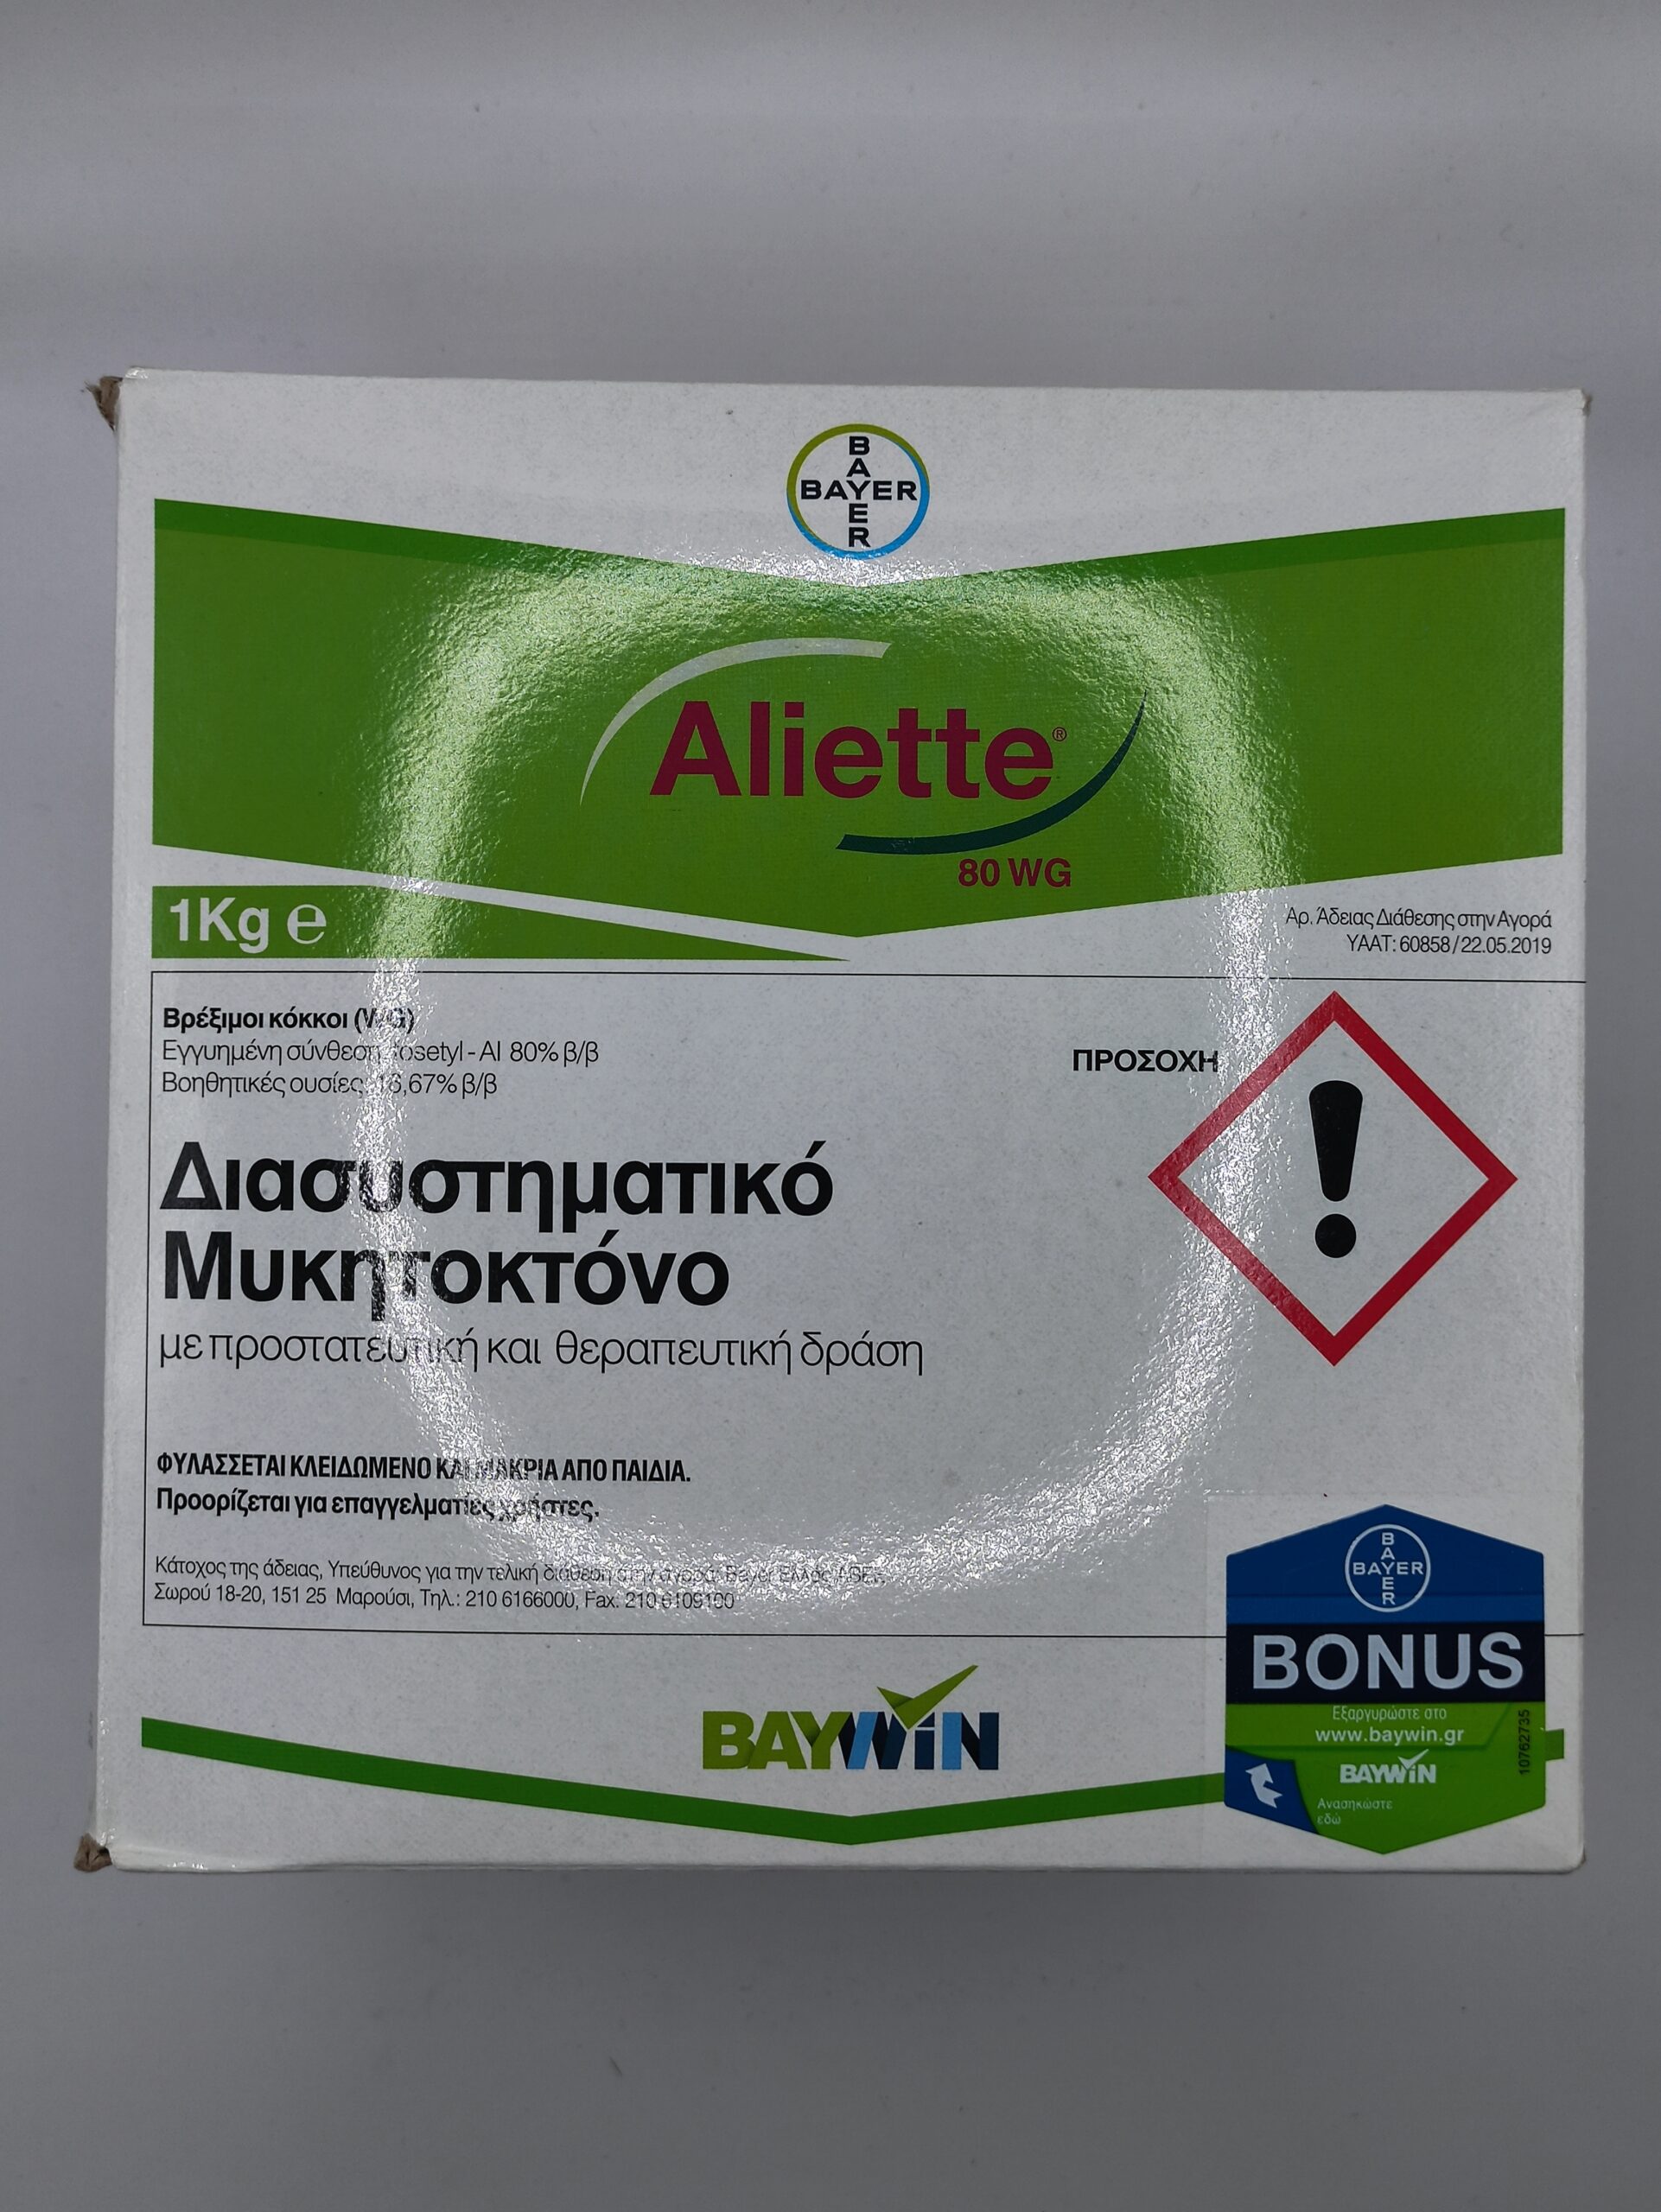 BAYER
BAYER
Aliette®
80 WG
1Kg e
Αρ. Άδειας Διάθεσης στην Αγορά
ΥΑΑΤ: 60858/22.05.2019
Βρέξιμοι κόκκοι (WG)
Εγγυημένη σύνθεση: fosetyl-Al 80% β/β
Βοηθητικές ουσίες: 16,67% β/β
ΠΡΟΣΟΧΗ
Διασυστηματικό
Μυκητοκτόνο
με προστατευτική και θεραπευτική δράση
ΦΥΛΑΣΣΕΤΑΙ ΚΛΕΙΔΩΜΕΝΟ ΚΑΙ ΜΑΚΡΙΑ ΑΠΟ ΠΑΙΔΙΑ.
Προορίζεται για επαγγελματίες χρήστες.
Κάτοχος της άδειας, Υπεύθυνος για την τελική διάθεση στην αγορά: Bayer Ελλάς ΑΒΕΕ,
Σωρού 18-20, 151 25 Μαρούσι, Τηλ.: 210 6166000, Fax: 210 6109100
BAYWiN
BAYER
BAYER
BONUS
Εξαργυρώστε στο
www.baywin.gr
BAYWiN
Ανασηκώστε
εδώ
10762735